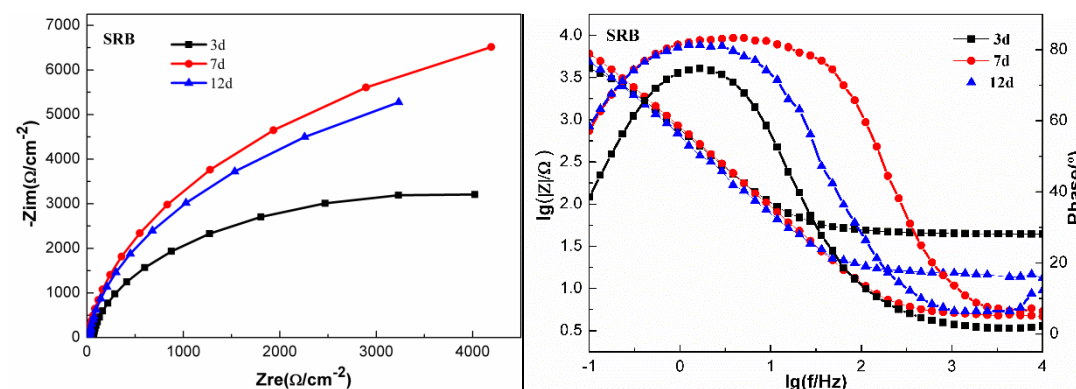 SRB
3d
7d
12d
-7000
-6000
-5000
-4000
3000
2000
1000
0
0 1000 2000 3000 4000
-Zim(Ω/cm⁻²)
Zre(Ω/cm⁻²)
SRB
3d
7d
12d
4.0
3.5
3.0
2.5
2.0
1.5
1.0
0.5
80
60
40
20
0
-1 0 1 2 3 4
lg(|Z|/Ω)
Phase(°)
lg(f/Hz)